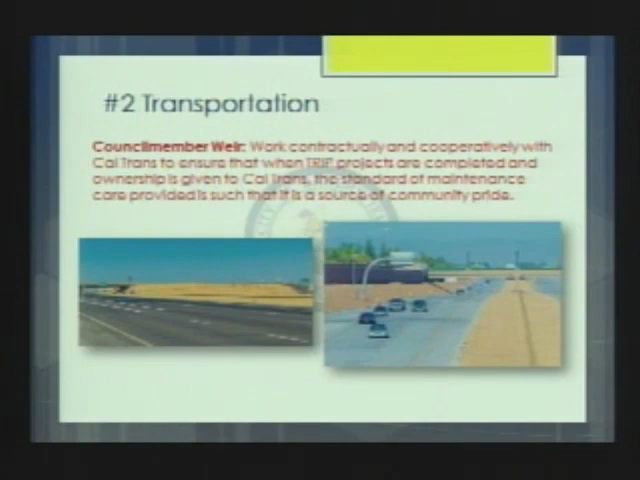 #2 Transportation
Councilmember Weir: Work contractually and cooperatively with
Cal Trans to ensure that when TRIP projects are completed and
ownership is given to Cal Trans, the standard of maintenance
care provided is such that it is a source of community pride.